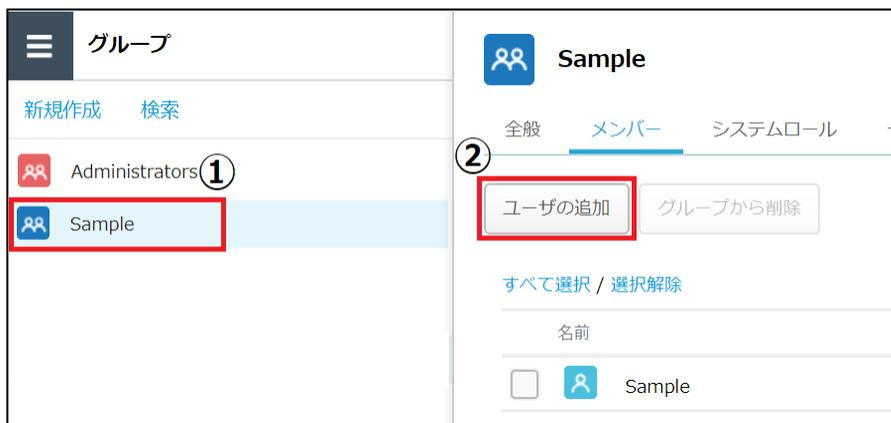 グループ
新規作成 検索
Administrators①
Sample
Sample
全般 メンバー システムロール
②
ユーザの追加 グループから削除
すべて選択 / 選択解除
名前
Sample